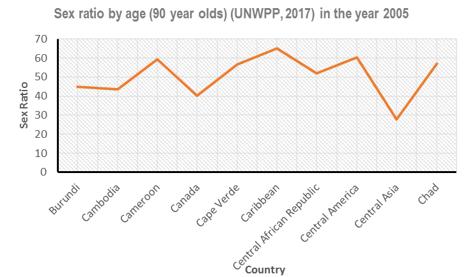 Sex ratio by age (90 year olds) (UNWPP, 2017) in the year 2005
70
60
50
40
30
20
10
0
Sex Ratio
Burundi
Cambodia
Cameroon
Canada
Cape Verde
Caribbean
Central African Republic
Central America
Central Asia
Chad
Country